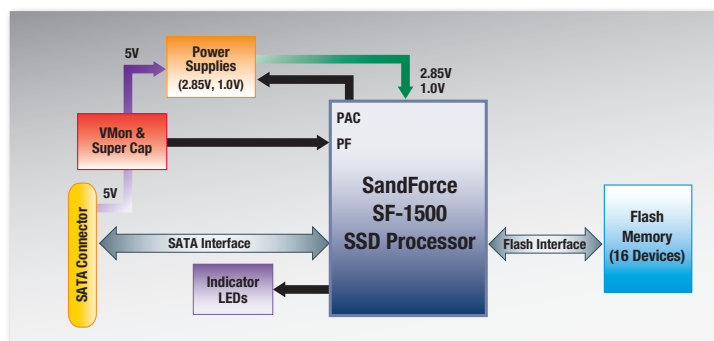 5V
Power
Supplies
(2.85V, 1.0V)
2.85V
1.0V
VMon &
Super Cap
PAC
PF
SandForce
SF-1500
SSD Processor
5V
SATA Connector
SATA Interface
Flash Interface
Flash
Memory
(16 Devices)
Indicator
LEDs